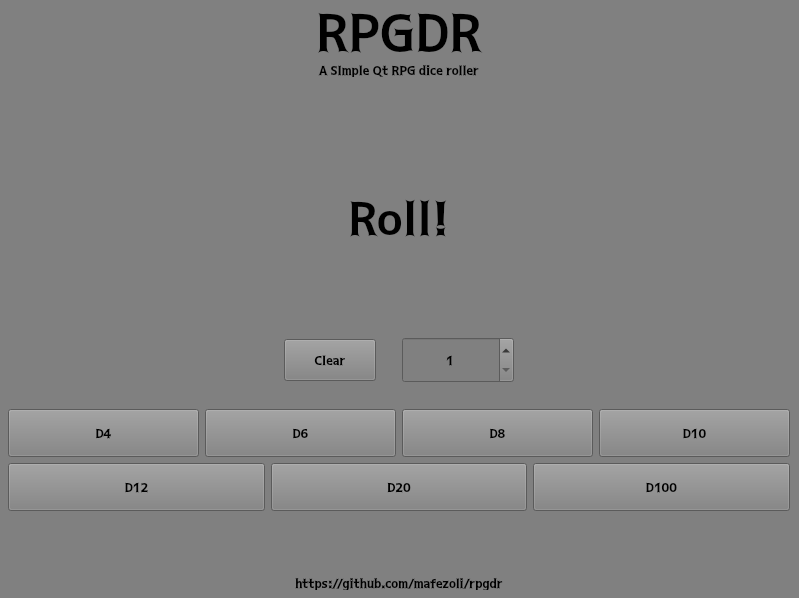 RPGDR
A SImple Qt RPG dice roller
Roll!
Clear
1
D4
D6
D8
D10
D12
D20
D100
https://github.com/mafezoli/rpgdr